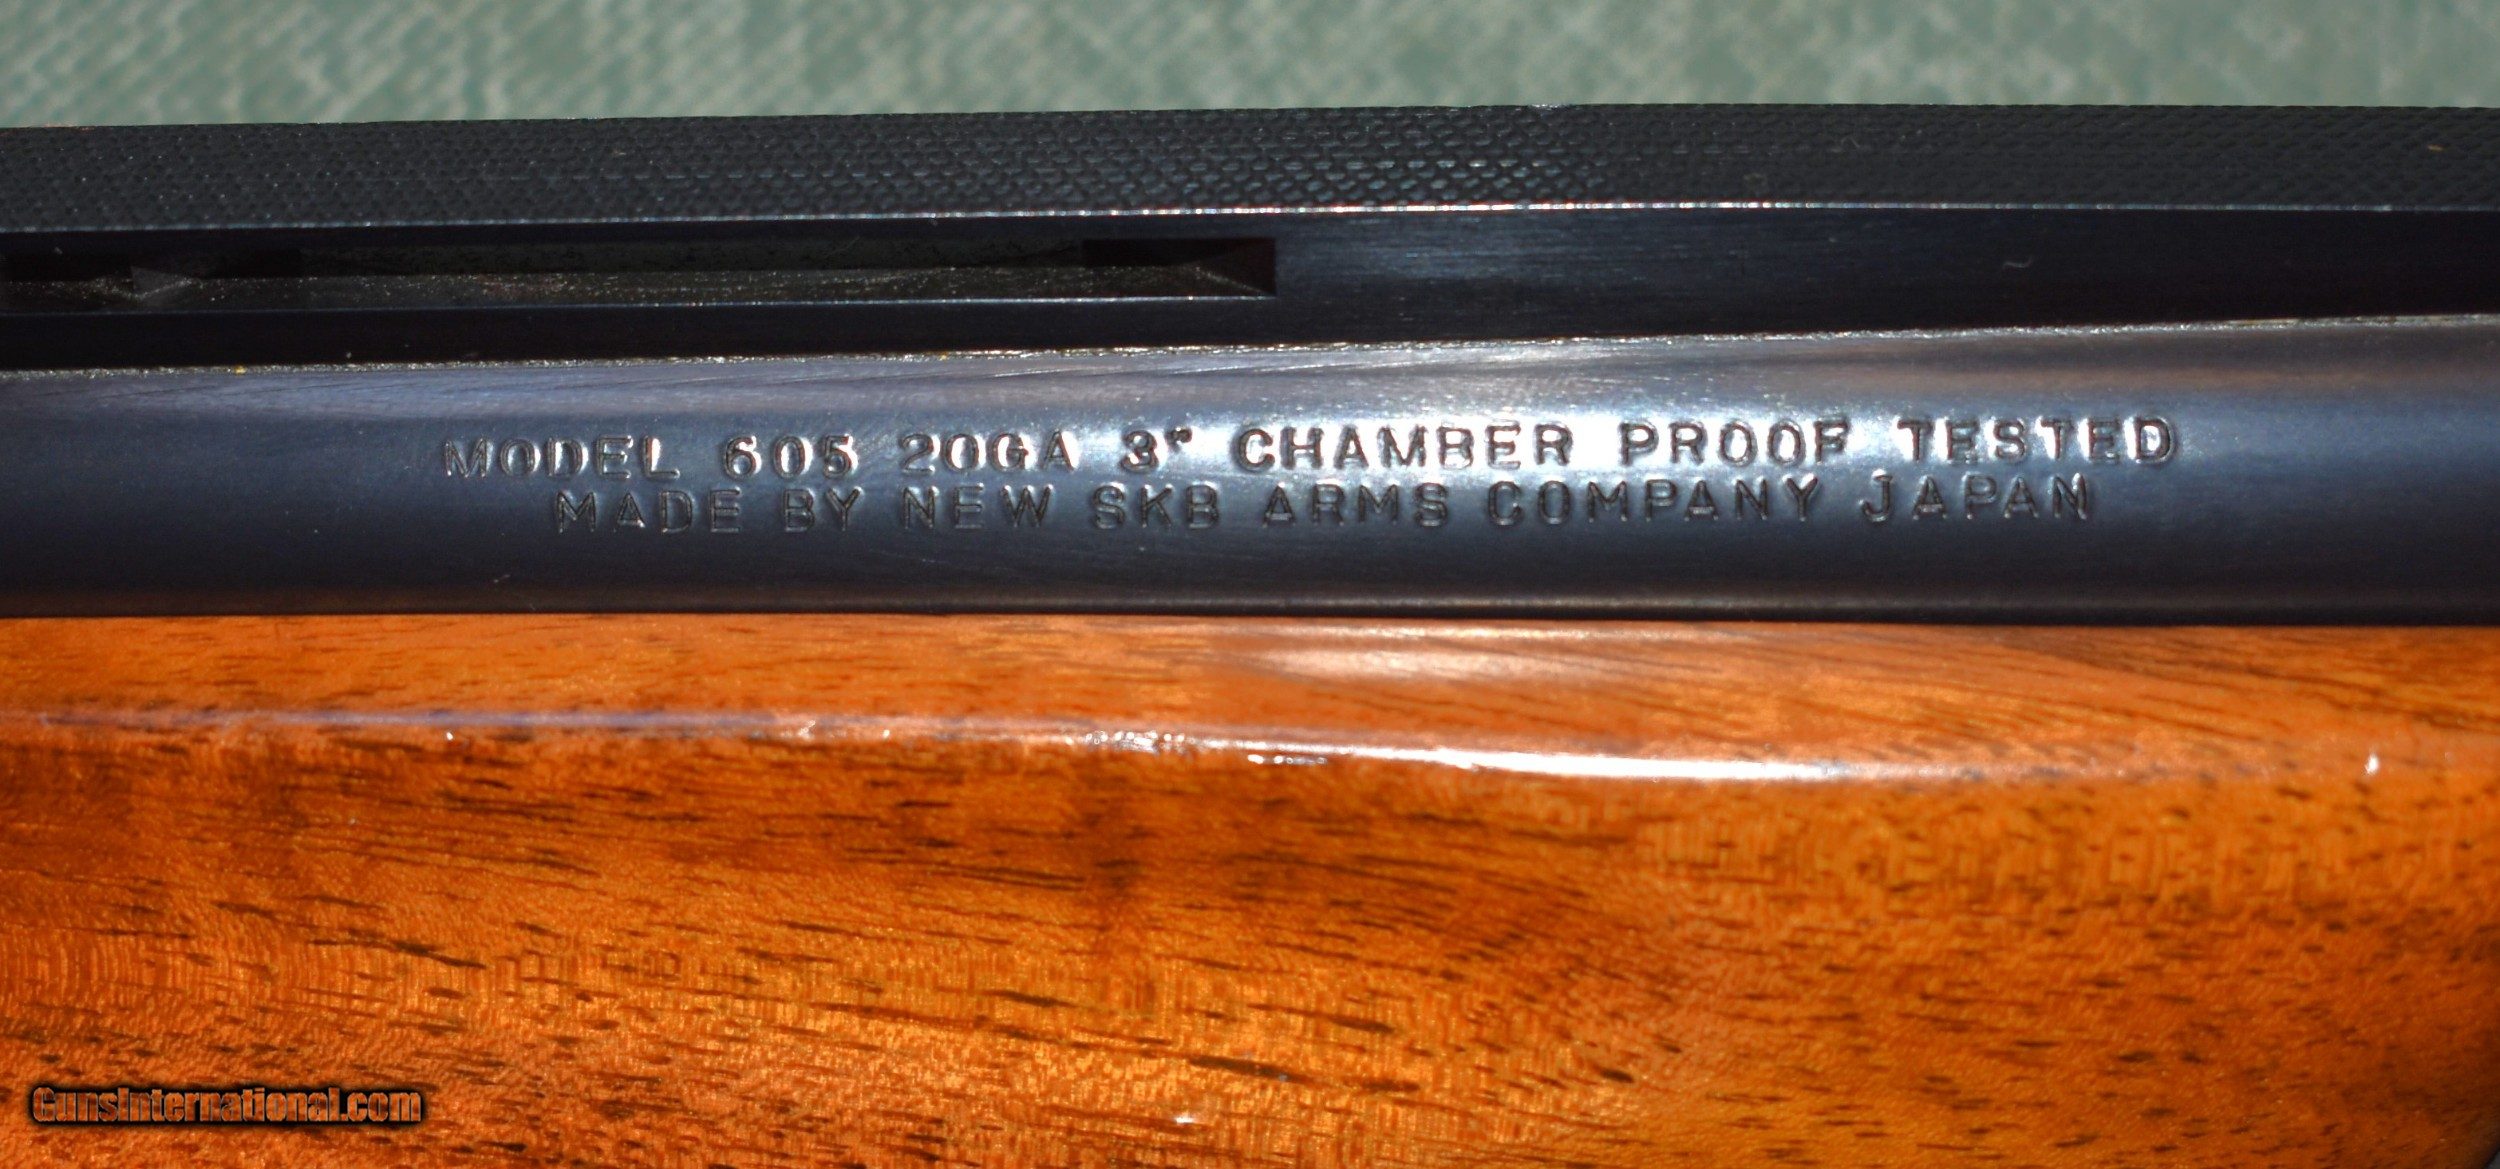 MODEL 605 20GA 3" CHAMBER PROOF TESTED
MADE BY NEW SKB ARMS COMPANY JAPAN
GunsInternational.com